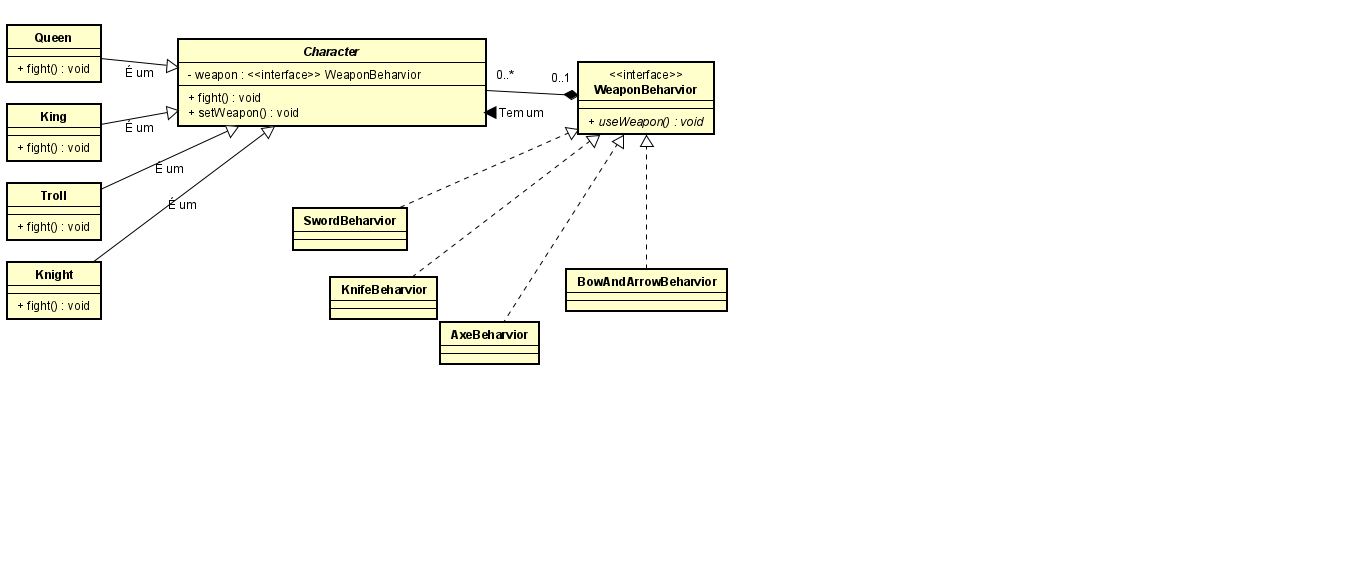 Queen
+ fight() : void
É um
King
+ fight() : void
É um
Troll
+ fight() : void
É um
Knight
+ fight() : void
É um
Character
- weapon : <<interface>> WeaponBeharvior
+ fight() : void
+ setWeapon() : void
0..*
0..1
Tem um
<<interface>>
WeaponBeharvior
+ useWeapon() : void
SwordBeharvior
KnifeBeharvior
AxeBeharvior
BowAndArrowBeharvior